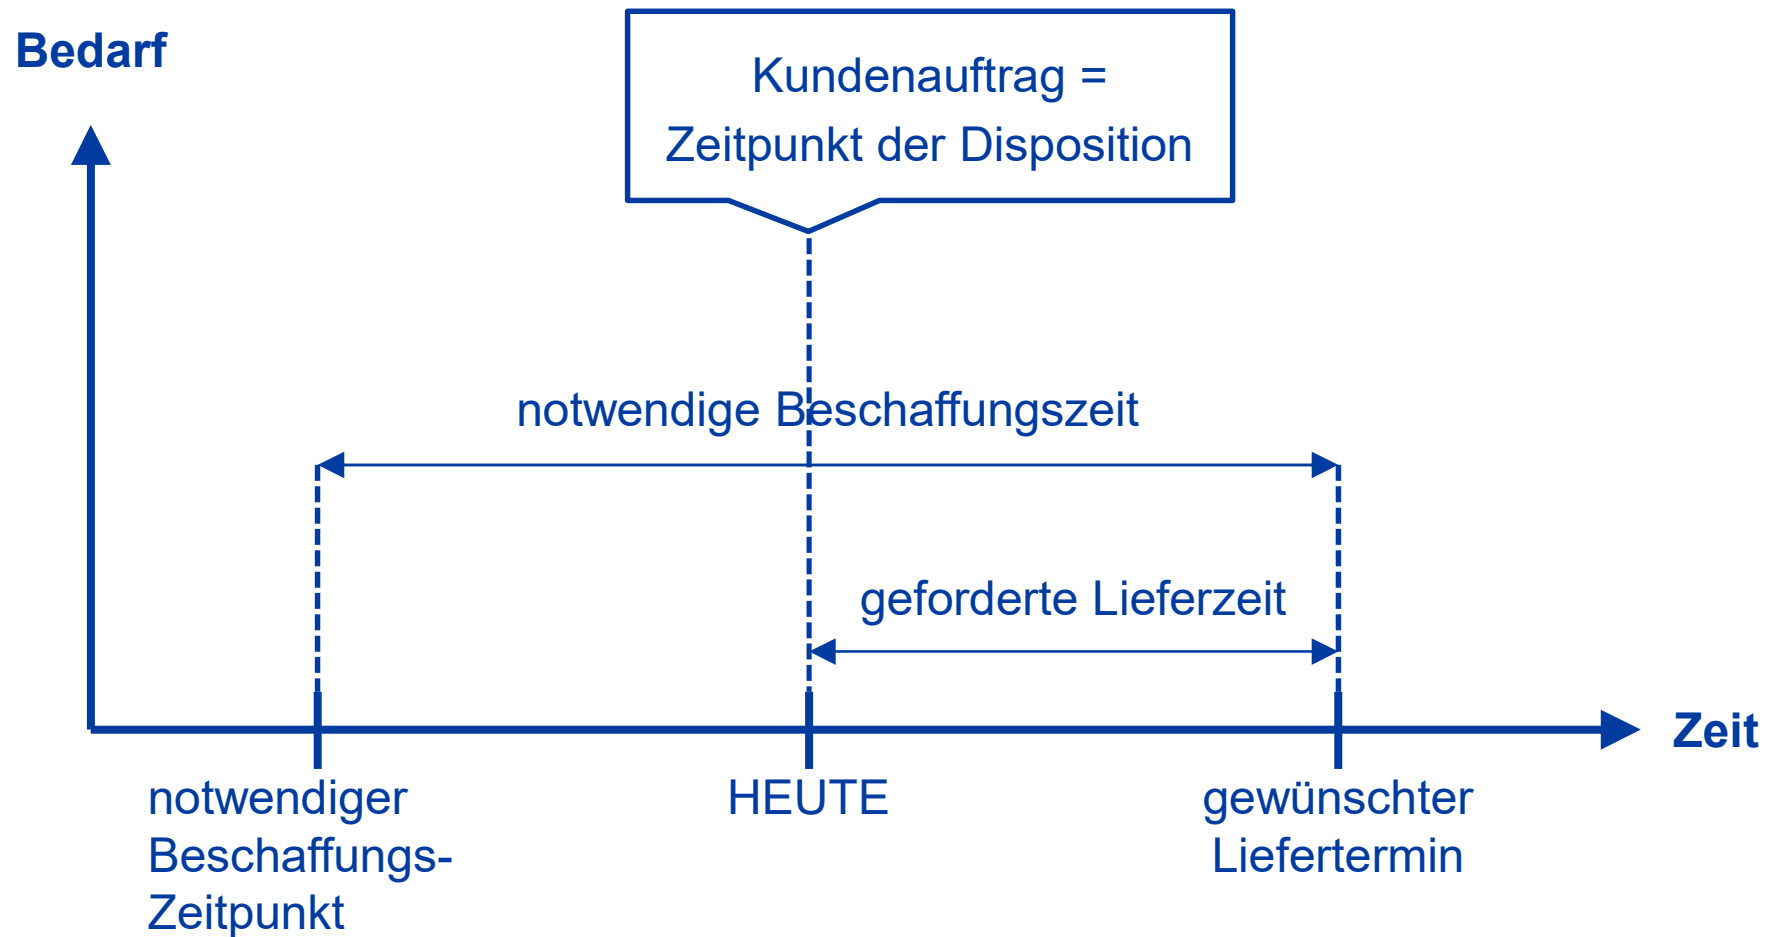 Bedarf
Kundenauftrag =
Zeitpunkt der Disposition
notwendige Beschaffungszeit
geforderte Lieferzeit
Zeit
notwendiger
Beschaffungs-
Zeitpunkt
HEUTE
gewünschter
Liefertermin